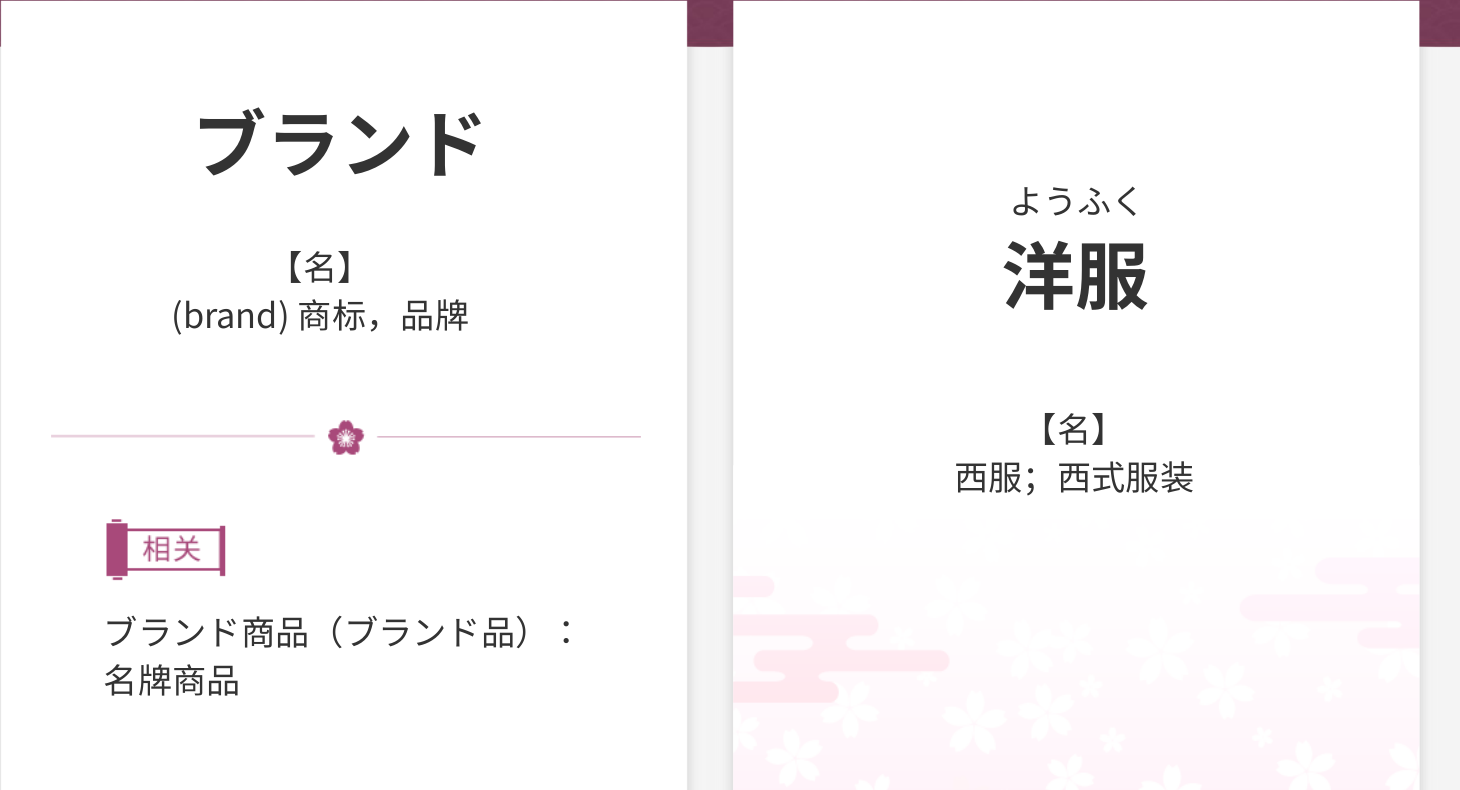 ブランド
【名】
(brand) 商标，品牌
相关
ブランド商品（ブランド品）：
名牌商品
ようふく
洋服
【名】
西服；西式服装